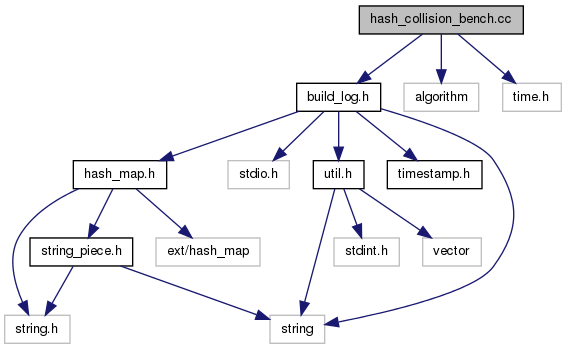 hash_collision_bench.cc
build_log.h
algorithm
time.h
hash_map.h
stdio.h
util.h
timestamp.h
string_piece.h
ext/hash_map
stdint.h
vector
string.h
string